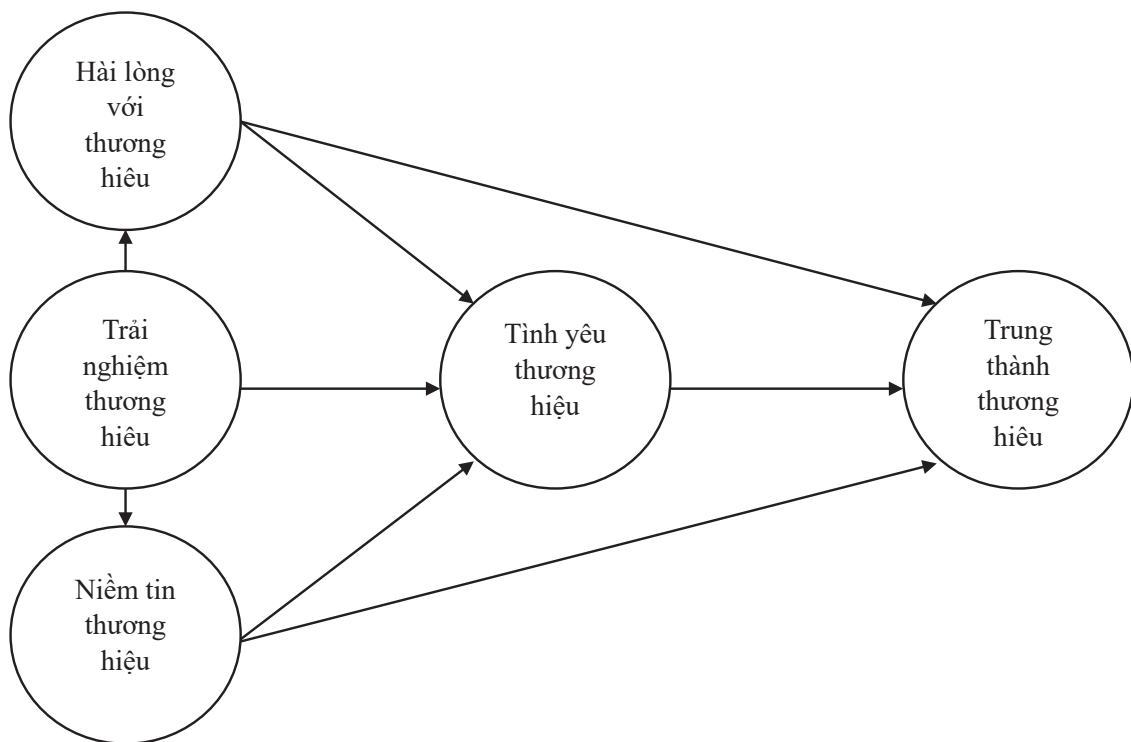 Hài lòng
với
thương
hiêu
Trải
nghiệm
thương
hiêu
Tình yêu
thương
hiệu
Trung
thành
thương
hiêu
Niềm tin
thương
hiệu